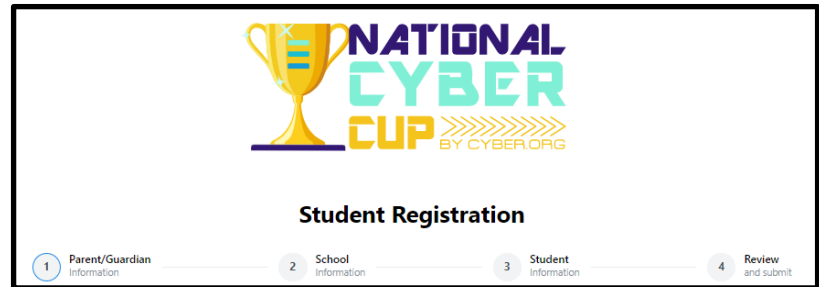 NATIONAL
CYBER
CUP BY CYBER.ORG
Student Registration
1 Parent/Guardian Information
2 School Information
3 Student Information
4 Review and submit